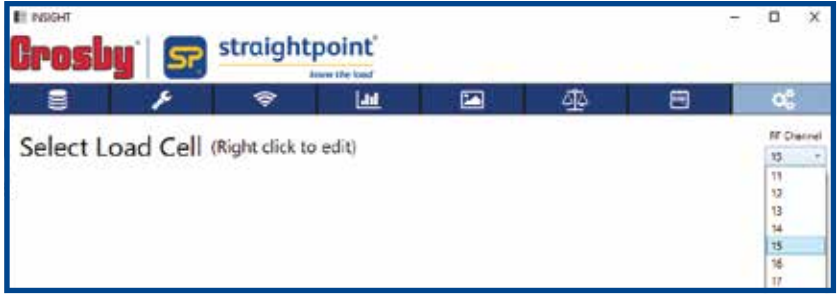 INSIGHT
Crosby SP straightpoint
know the load
Select Load Cell (Right click to edit)
RF Channel
15
11
12
13
14
15
16
17